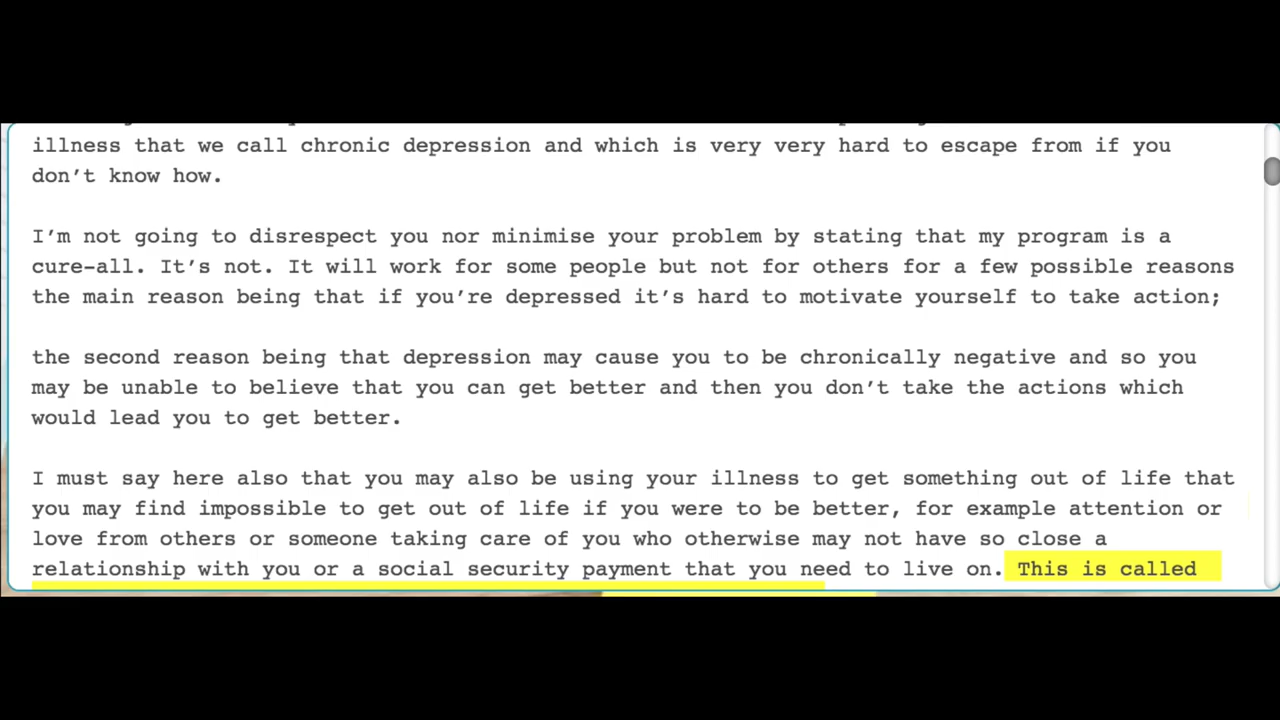 illness that we call chronic depression and which is very very hard to escape from if you
don’t know how.
I’m not going to disrespect you nor minimise your problem by stating that my program is a
cure-all. It’s not. It will work for some people but not for others for a few possible reasons
the main reason being that if you’re depressed it’s hard to motivate yourself to take action;
the second reason being that depression may cause you to be chronically negative and so you
may be unable to believe that you can get better and then you don’t take the actions which
would lead you to get better.
I must say here also that you may also be using your illness to get something out of life that
you may find impossible to get out of life if you were to be better, for example attention or
love from others or someone taking care of you who otherwise may not have so close a
relationship with you or a social security payment that you need to live on. This is called